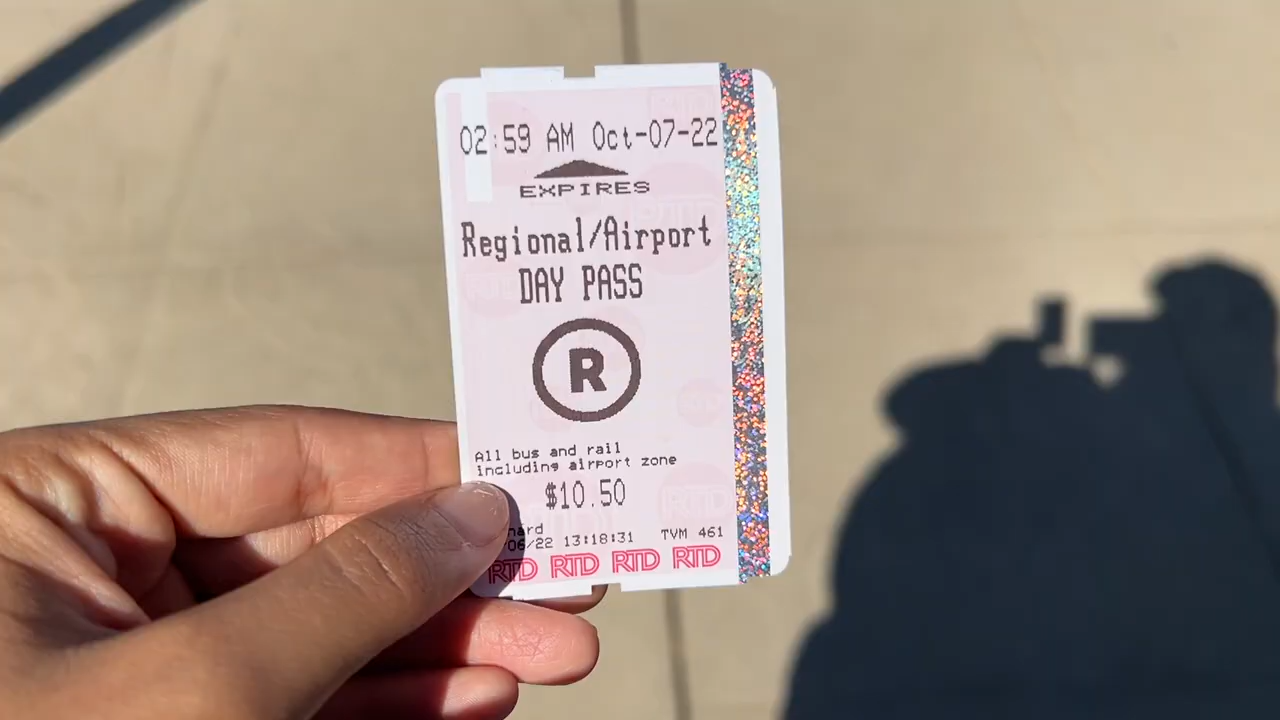 02:59 AM Oct-07-22
EXPIRES
Regional/Airport
DAY PASS
R
All bus and rail
including airport zone
$10.50
06/22 13:18:31 TVM 461
RTD RTD RTD RTD